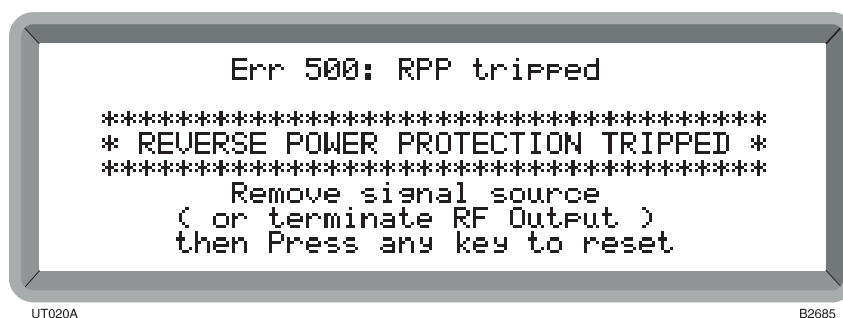 Err 500: RPP tripped
*************************************
* REVERSE POWER PROTECTION TRIPPED *
*************************************
Remove signal source
( or terminate RF Output )
then Press any key to reset
UT020A
B2685